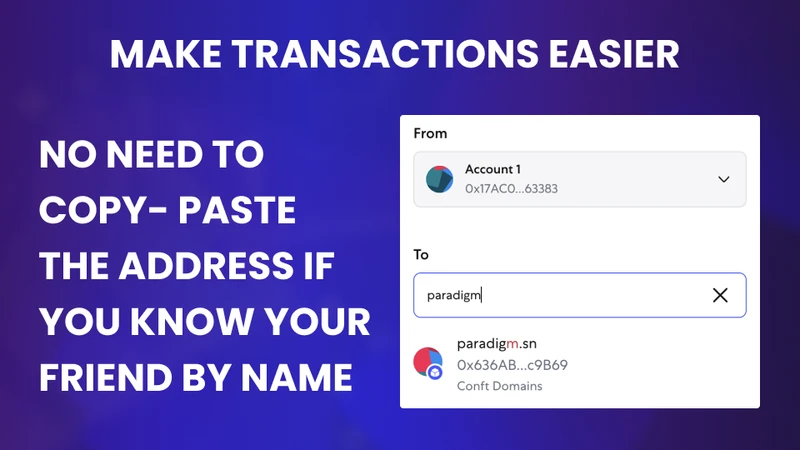 MAKE TRANSACTIONS EASIER
NO NEED TO
COPY- PASTE
THE ADDRESS IF
YOU KNOW YOUR
FRIEND BY NAME
From
Account 1
0x17AC0...63383
To
paradigm
paradigm.sn
0x636AB...c9B69
Conft Domains